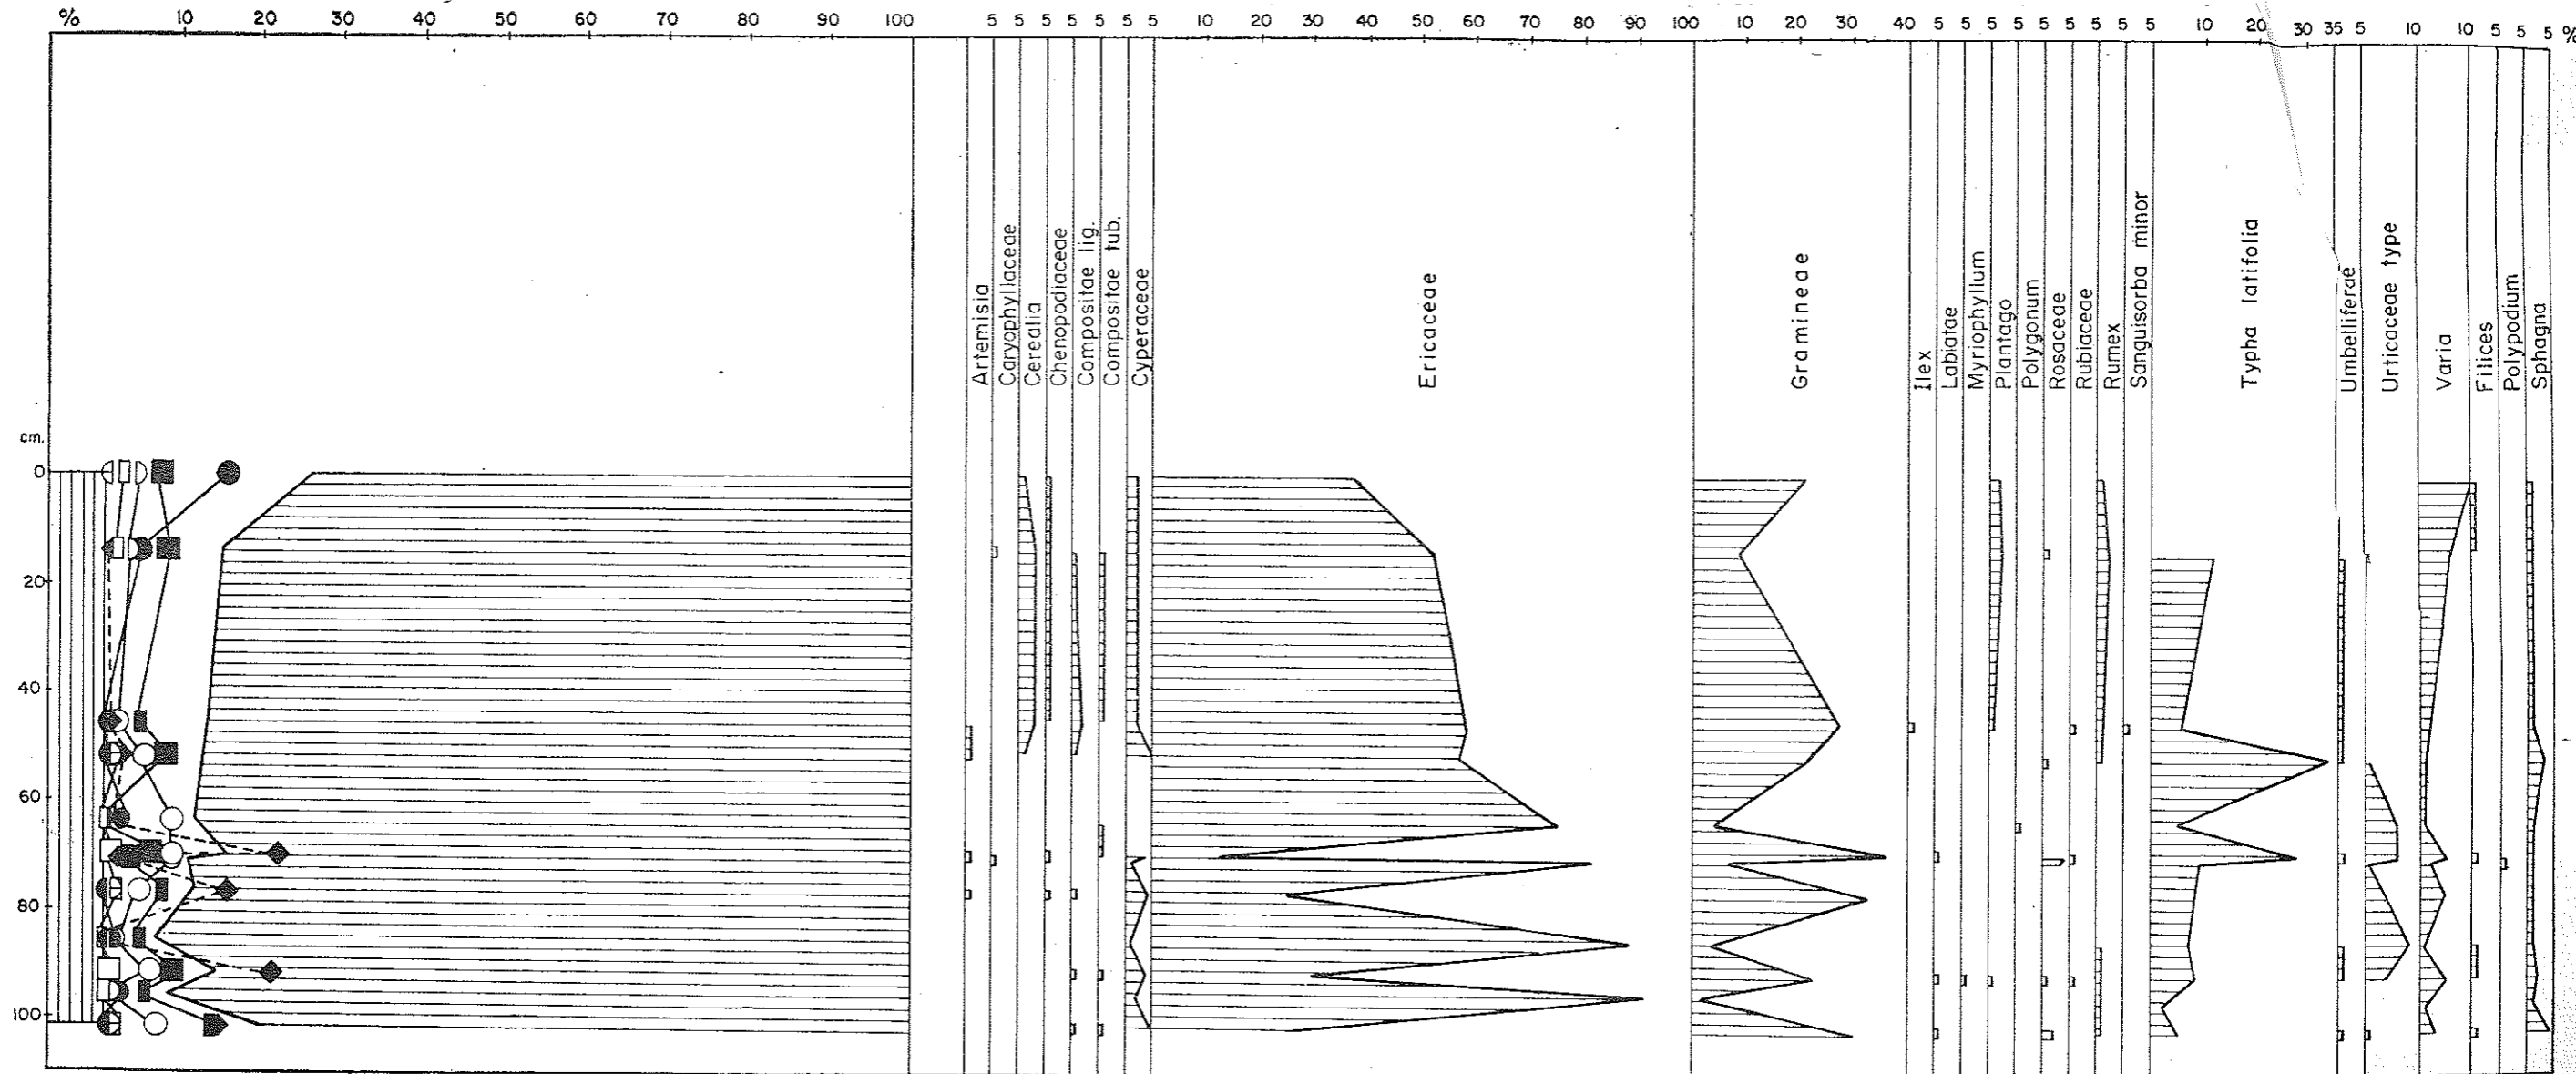 % 10 20 30 40 50 60 70 80 90 100 5 5 5 5 5 5 5 10 20 30 40 50 60 70 80 90 100 10 20 30 40 5 5 5 5 5 5 5 5 5 10 20 30 35 5 10 10 5 5 5 %
Artemisia
Caryophyllaceae
Cerealia
Chenopodiaceae
Compositae lig.
Compositae tub.
Cyperaceae
Ericaceae
Gramineae
Ilex
Labiatae
Myriophyllum
Plantago
Polygonum
Rosaceae
Rubiaceae
Rumex
Sanguisorba minor
Typha latifolia
Umbelliferae
Urticaceae type
Varia
Filices
Polypodium
Sphagna
cm.
0
20
40
60
80
100